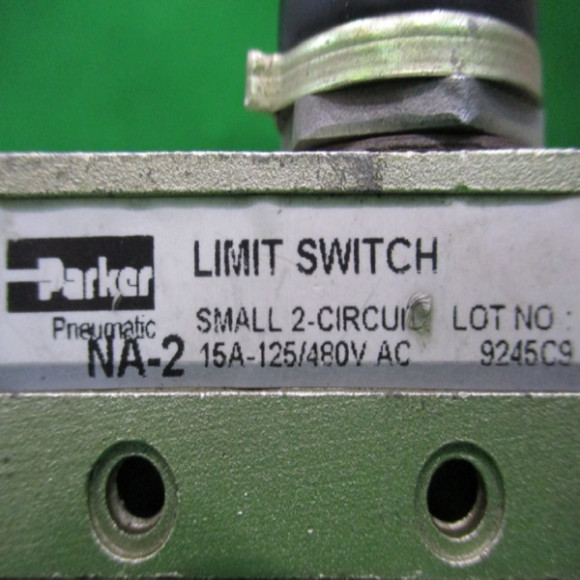 Parker
Pneumatic
NA-2
LIMIT SWITCH
SMALL 2-CIRCUIT
15A-125/480V AC
LOT NO :
9245C9